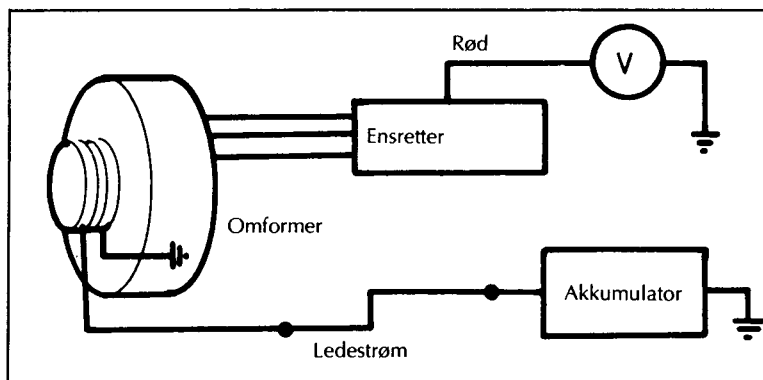 Rød
V
Ensretter
Omformer
Akkumulator
Ledestrøm